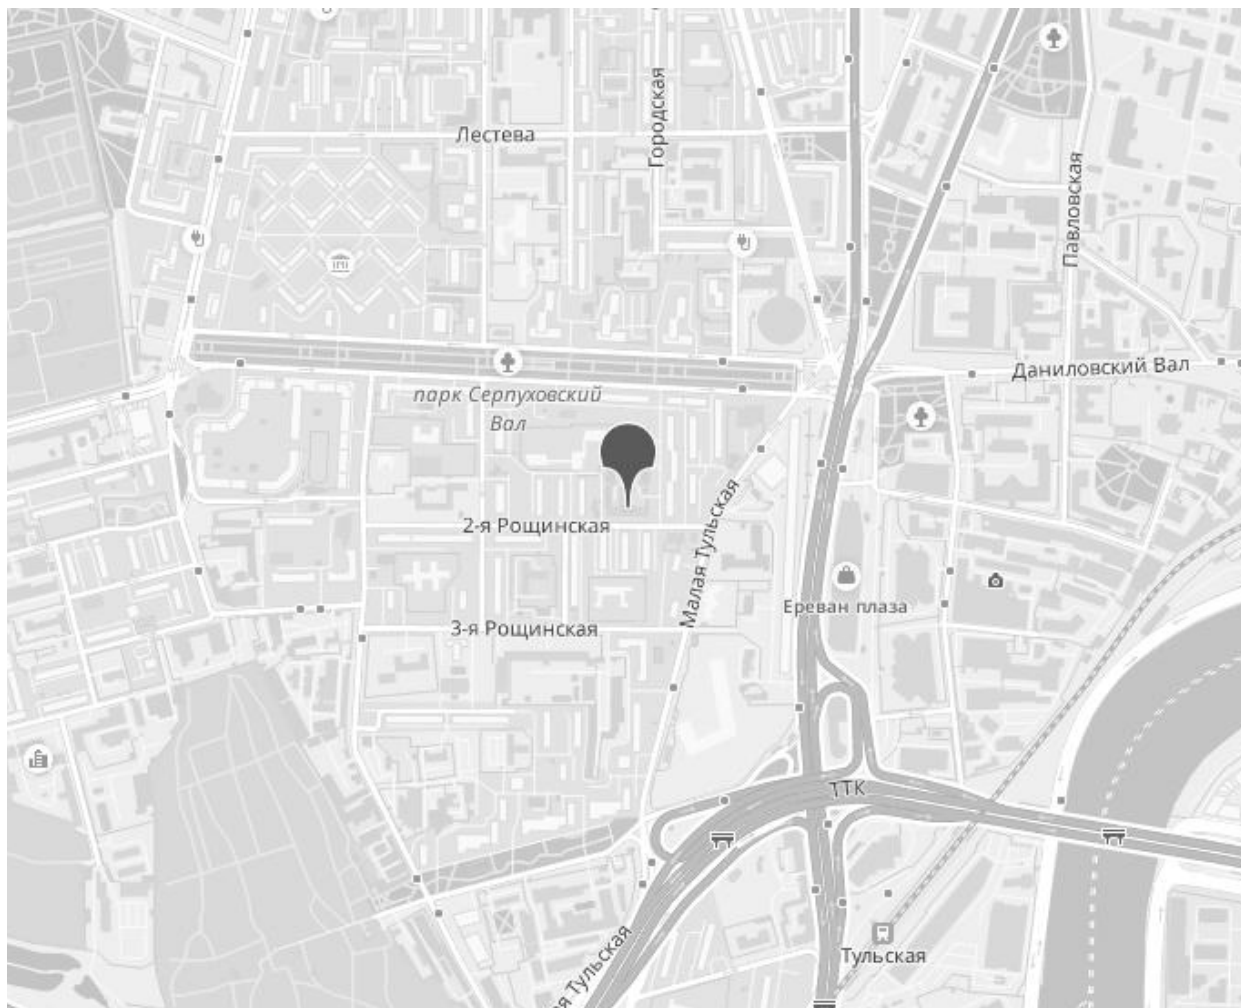 Городская
Лестева
Павловская
Даниловский Вал
парк Серпуховский
Вал
Малая Тульская
2-я Рощинская
Ереван плаза
3-я Рощинская
ТТК
Тульская
Тульская